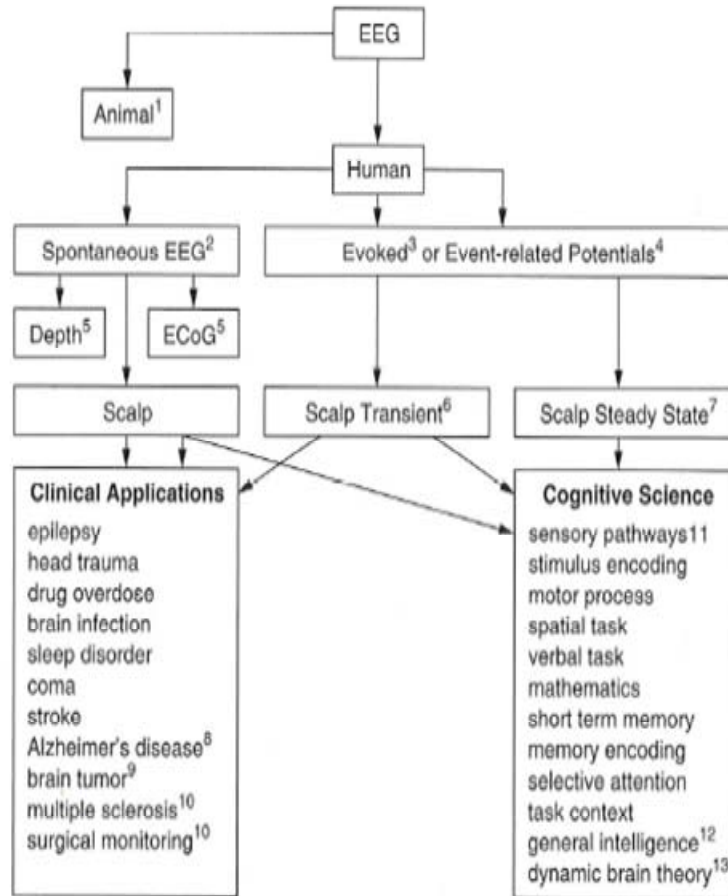 EEG
Animal¹
Human
Spontaneous EEG²
Evoked³ or Event-related Potentials⁴
Depth⁵
ECoG⁵
Scalp
Scalp Transient⁶
Scalp Steady State⁷
Clinical Applications
epilepsy
head trauma
drug overdose
brain infection
sleep disorder
coma
stroke
Alzheimer's disease⁸
brain tumor⁹
multiple sclerosis¹⁰
surgical monitoring¹⁰
Cognitive Science
sensory pathways11
stimulus encoding
motor process
spatial task
verbal task
mathematics
short term memory
memory encoding
selective attention
task context
general intelligence¹²
dynamic brain theory¹³